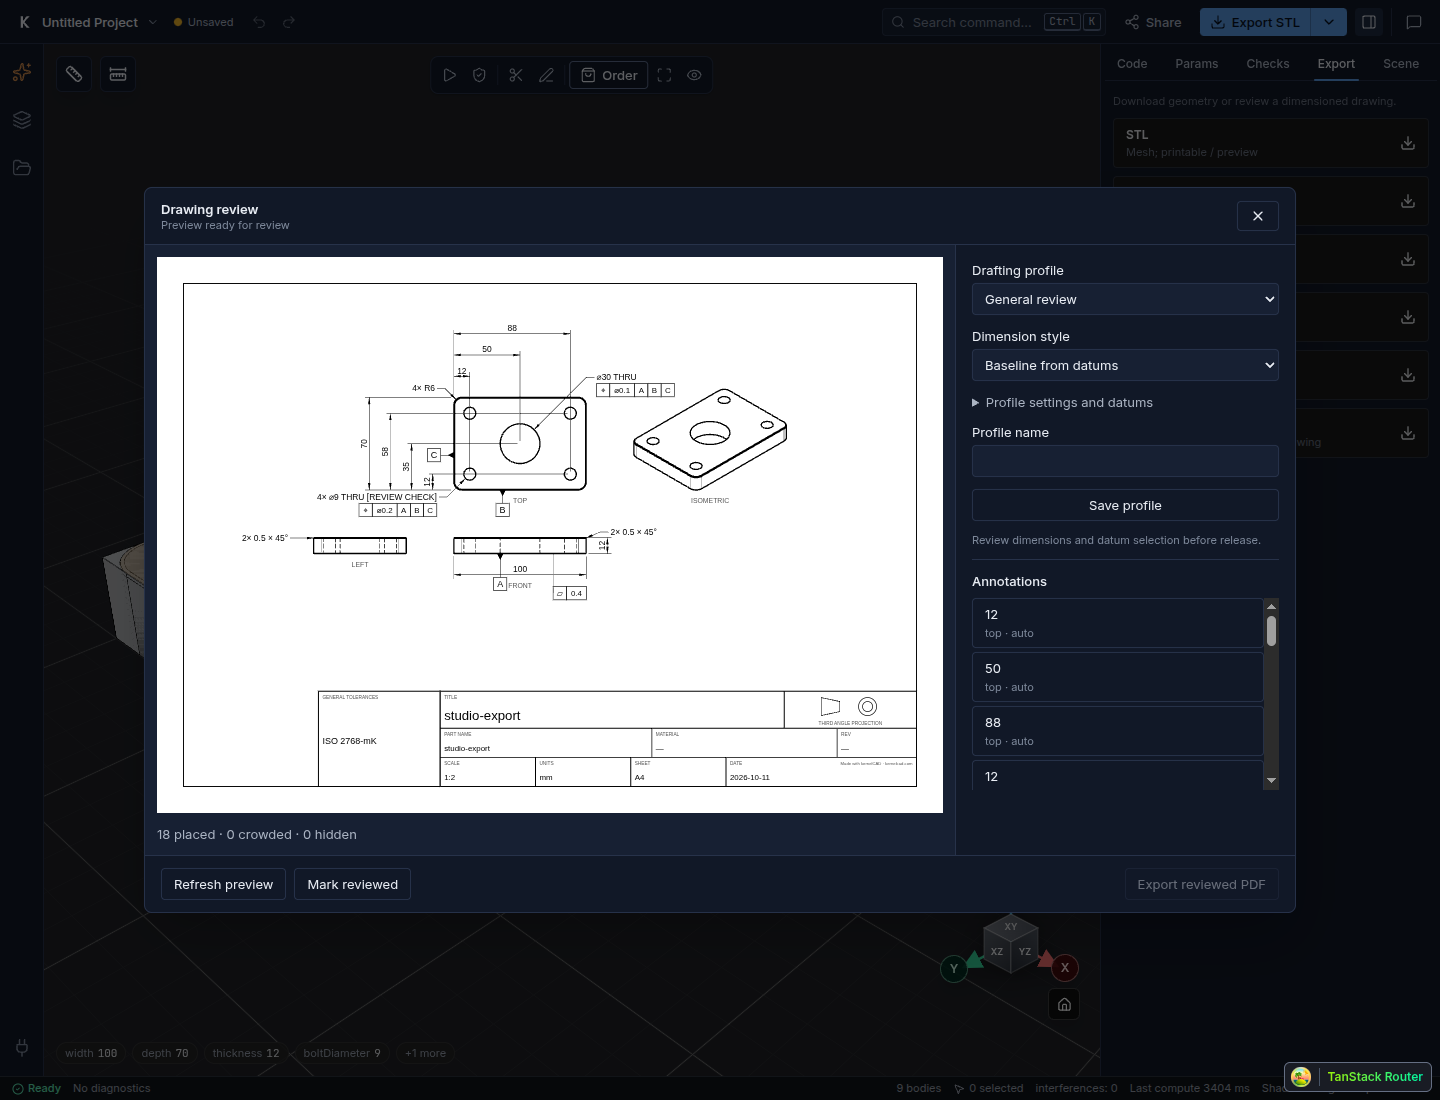 K Untitled Project Unsaved Search command... Ctrl K Share Export STL
Order
Code Params Checks Export Scene
Download geometry or review a dimensioned drawing.
STL
Mesh; printable / preview
Drawing review
Preview ready for review
88
50
12
4× R6
⌀30 THRU
⌖ ⌀0.1 A B C
70
58
35
12
C
4× ⌀9 THRU [REVIEW CHECK]
⌖ ⌀0.2 A B C
B
TOP
ISOMETRIC
2× 0.5 × 45°
LEFT
2× 0.5 × 45°
12
100
A
FRONT
⏥ 0.4
GENERAL TOLERANCES
ISO 2768-mK
TITLE
studio-export
THIRD ANGLE PROJECTION
PART NAME
studio-export
MATERIAL
—
REV
—
SCALE
1:2
UNITS
mm
SHEET
A4
DATE
2026-10-11
18 placed · 0 crowded · 0 hidden
Drafting profile
General review
Dimension style
Baseline from datums
Profile settings and datums
Profile name
Save profile
Review dimensions and datum selection before release.
Annotations
12
top · auto
50
top · auto
88
top · auto
12
wing
Refresh preview
Mark reviewed
Export reviewed PDF
XY
XZ
YZ
Y
X
width 100 depth 70 thickness 12 boltDiameter 9 +1 more
Ready No diagnostics 9 bodies 0 selected interferences: 0 Last compute 3404 ms
TanStack Router